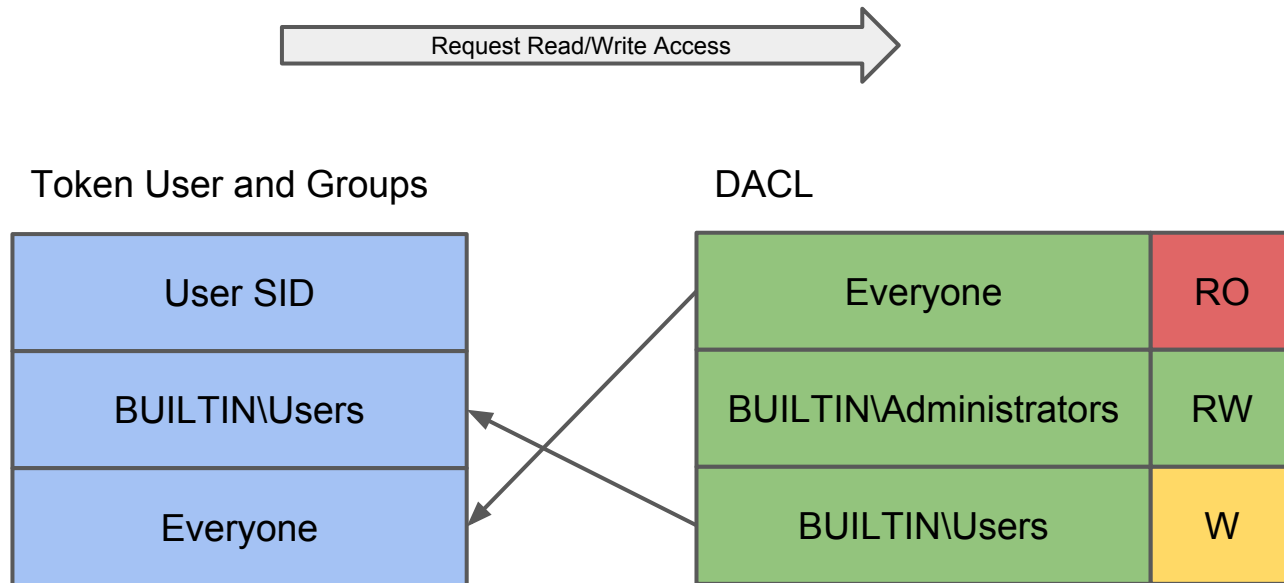 Request Read/Write Access
Token User and Groups
DACL
User SID
BUILTIN\Users
Everyone
Everyone RO
BUILTIN\Administrators RW
BUILTIN\Users W